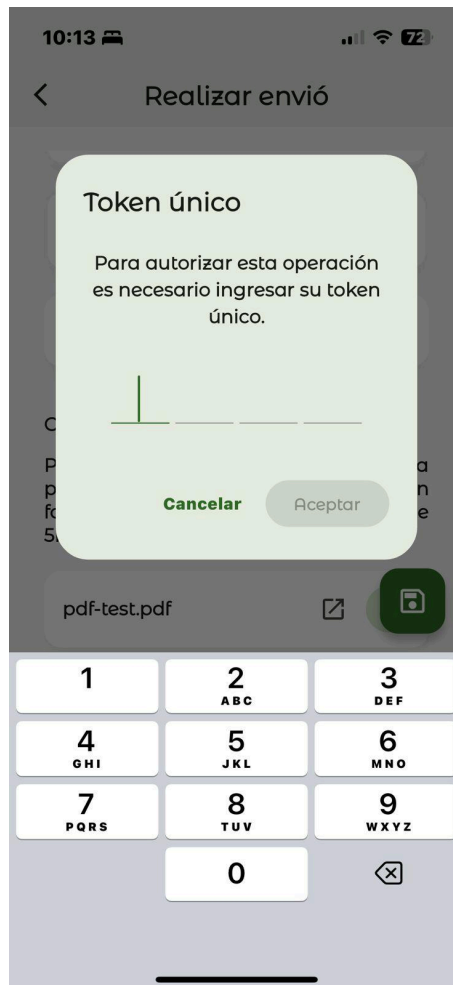 10:13
72
Realizar envió
Token único
Para autorizar esta operación
es necesario ingresar su token
único.
Cancelar
Aceptar
pdf-test.pdf
1
2
ABC
3
DEF
4
GHI
5
JKL
6
MNO
7
PQRS
8
TUV
9
WXYZ
0